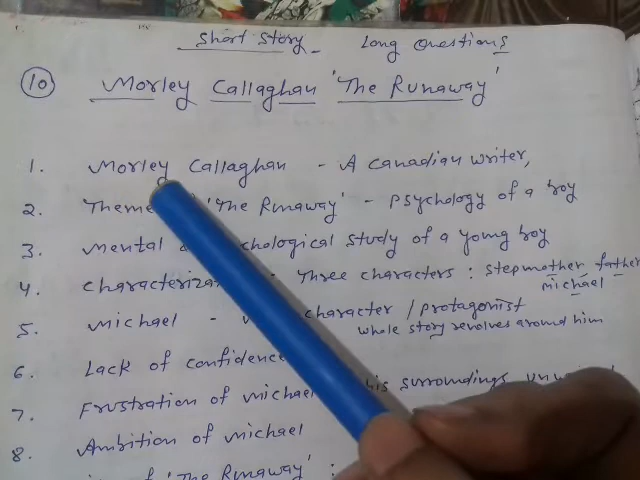 Short Story Long Questions
10 Morley Callaghan 'The Runaway'
1. Morley Callaghan - A Canadian writer,
2. Theme 'The Runaway' - Psychology of a boy
3. Mental study of a young boy
4. Three characters : stepmother, father
michael
5. michael - character / protagonist
whole story revolves around him
6. Lack of confidence
7. Frustration of michael his surroundings
8. Ambition of michael
of 'The Runaway' :